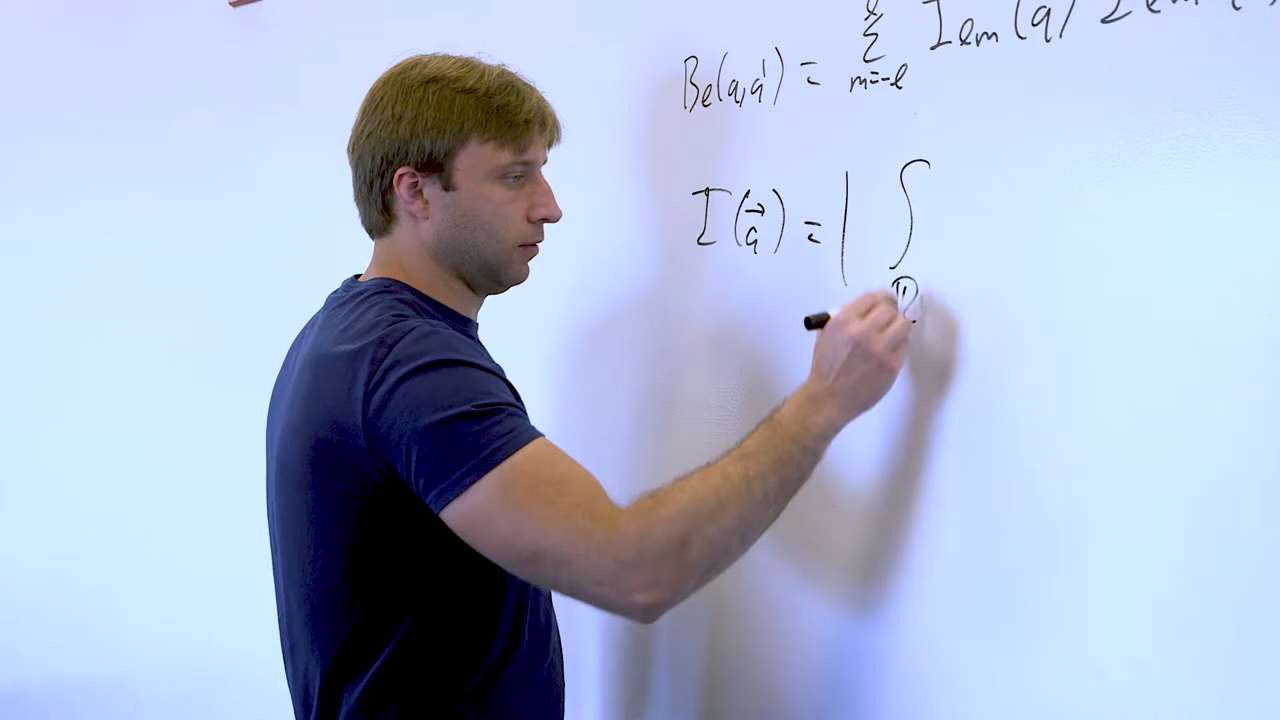 Bℓ(q,q') = ℓ Σ m=-ℓ Iℓm(q) Iℓm
I(q⃗) = | ∫ D